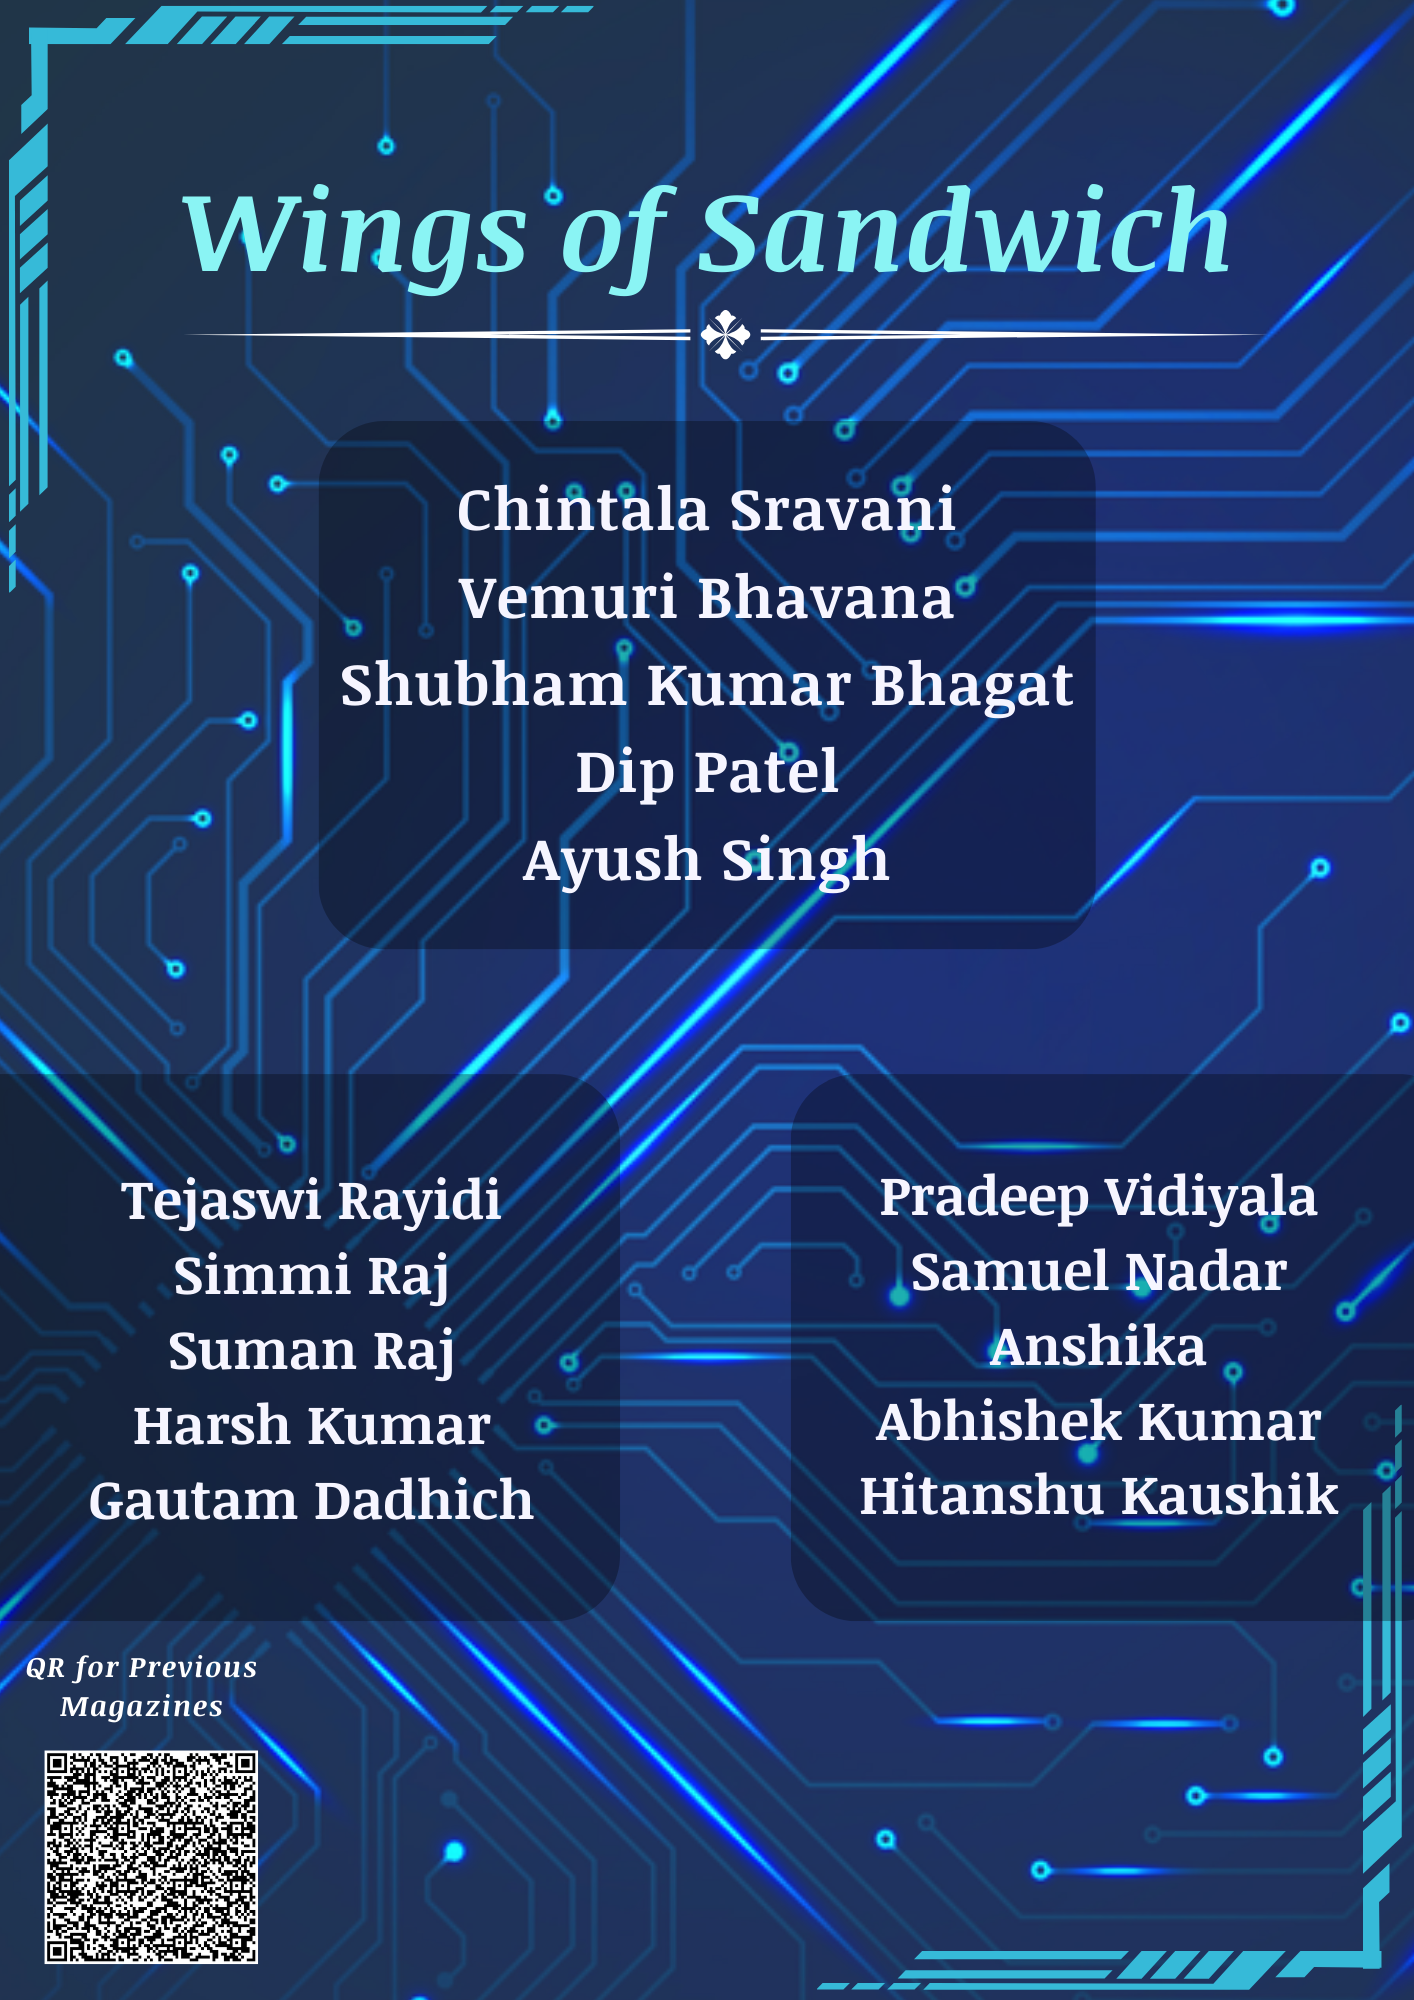 Wings of Sandwich
Chintala Sravani
Vemuri Bhavana
Shubham Kumar Bhagat
Dip Patel
Ayush Singh
Tejaswi Rayidi
Simmi Raj
Suman Raj
Harsh Kumar
Gautam Dadhich
Pradeep Vidiyala
Samuel Nadar
Anshika
Abhishek Kumar
Hitanshu Kaushik
QR for Previous
Magazines